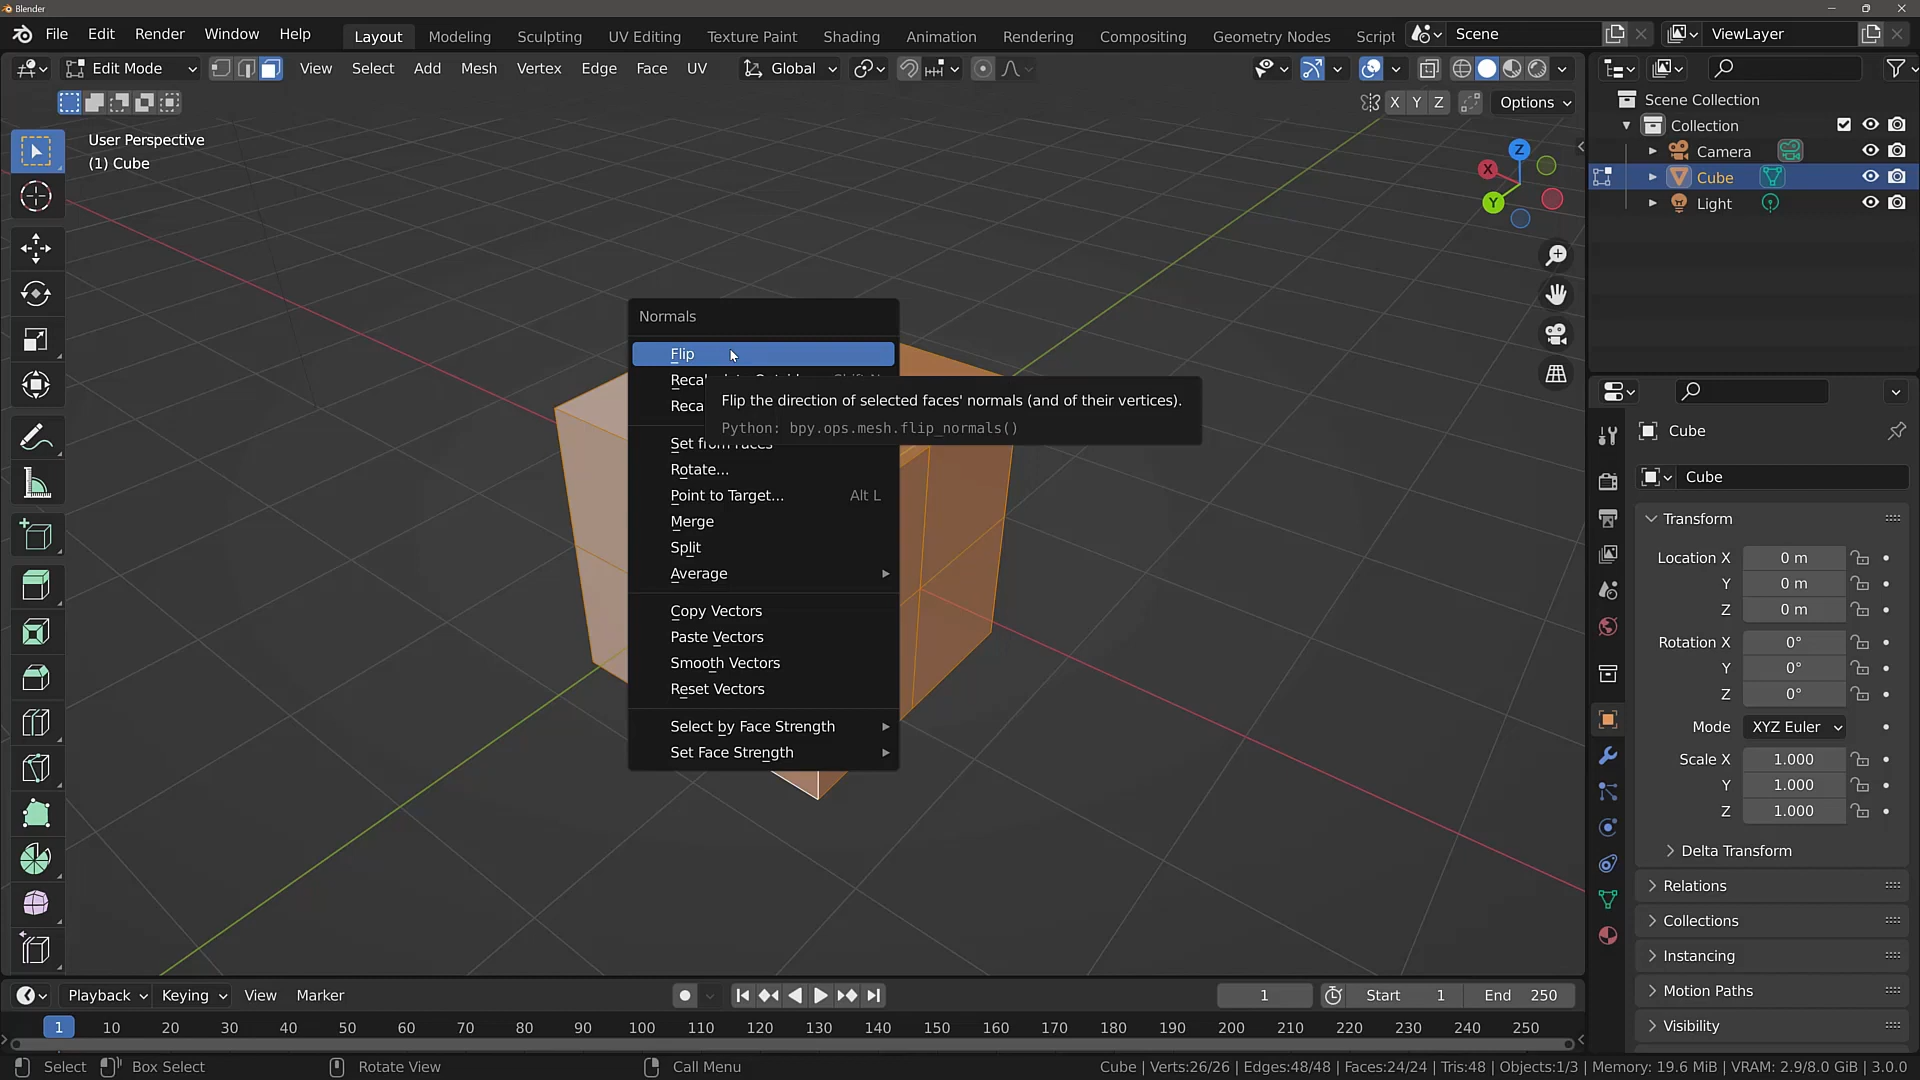 Blender
File Edit Render Window Help Layout Modeling Sculpting UV Editing Texture Paint Shading Animation Rendering Compositing Geometry Nodes Script Scene ViewLayer
Edit Mode View Select Add Mesh Vertex Edge Face UV Global
X Y Z Options
User Perspective
(1) Cube
Z
X
Y
Scene Collection
Collection
Camera
Cube
Light
Normals
Flip
Flip the direction of selected faces' normals (and of their vertices).
Python: bpy.ops.mesh.flip_normals()
Set from Faces
Rotate...
Point to Target... Alt L
Merge
Split
Average
Copy Vectors
Paste Vectors
Smooth Vectors
Reset Vectors
Select by Face Strength
Set Face Strength
Cube
Cube
Transform
Location X 0 m
Y 0 m
Z 0 m
Rotation X 0°
Y 0°
Z 0°
Mode XYZ Euler
Scale X 1.000
Y 1.000
Z 1.000
Delta Transform
Relations
Collections
Instancing
Motion Paths
Visibility
Playback Keying View Marker 1 Start 1 End 250
1 10 20 30 40 50 60 70 80 90 100 110 120 130 140 150 160 170 180 190 200 210 220 230 240 250
Select Box Select Rotate View Call Menu Cube | Verts:26/26 | Edges:48/48 | Faces:24/24 | Tris:48 | Objects:1/3 | Memory: 19.6 MiB | VRAM: 2.9/8.0 GiB | 3.0.0